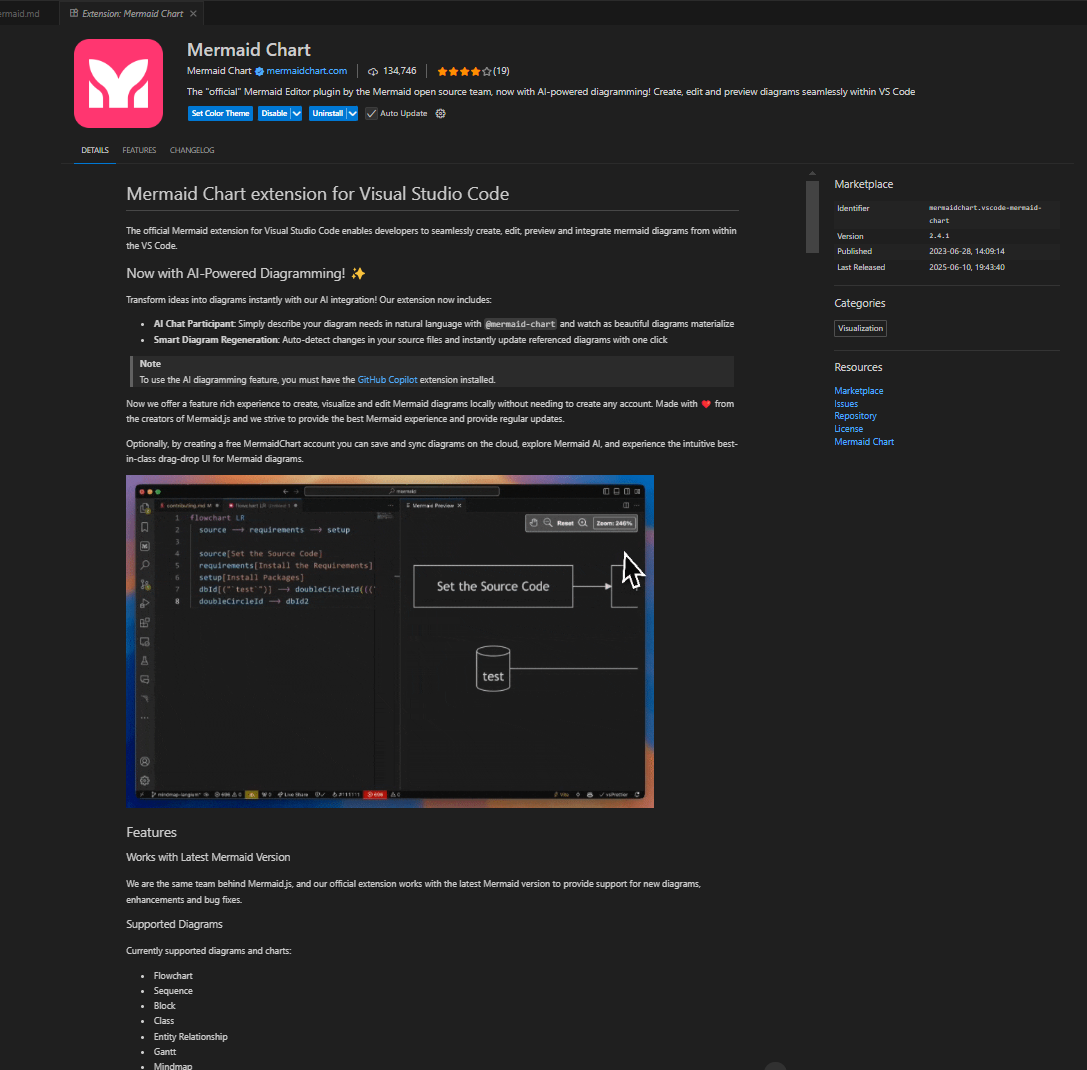 ermaid.md
Extension: Mermaid Chart
Mermaid Chart
Mermaid Chart mermaidchart.com 134,746 (19)
The "official" Mermaid Editor plugin by the Mermaid open source team, now with AI-powered diagramming! Create, edit and preview diagrams seamlessly within VS Code
Set Color Theme Disable Uninstall Auto Update
DETAILS FEATURES CHANGELOG
Mermaid Chart extension for Visual Studio Code
The official Mermaid extension for Visual Studio Code enables developers to seamlessly create, edit, preview and integrate mermaid diagrams from within
the VS Code.
Now with AI-Powered Diagramming! ✨
Transform ideas into diagrams instantly with our AI integration! Our extension now includes:
• AI Chat Participant: Simply describe your diagram needs in natural language with @mermaid-chart and watch as beautiful diagrams materialize
• Smart Diagram Regeneration: Auto-detect changes in your source files and instantly update referenced diagrams with one click
Note
To use the AI diagramming feature, you must have the GitHub Copilot extension installed.
Now we offer a feature rich experience to create, visualize and edit Mermaid diagrams locally without needing to create any account. Made with ❤️ from
the creators of Mermaid.js and we strive to provide the best Mermaid experience and provide regular updates.
Optionally, by creating a free MermaidChart account you can save and sync diagrams on the cloud, explore Mermaid AI, and experience the intuitive best-
in-class drag-drop UI for Mermaid diagrams.
mermaid
contributing.md M
flowchart LR
Mermaid Preview
1 flowchart LR
2 source --> requirements --> setup
3
4 source[Set the Source Code]
5 requirements[Install the Requirements]
6 setup[Install Packages]
7 dbId[("`test`")] --> doubleCircleId((('
8 doubleCircleId --> dbId2
Reset Zoom: 246%
Set the Source Code
test
Live Share
Features
Works with Latest Mermaid Version
We are the same team behind Mermaid.js, and our official extension works with the latest Mermaid version to provide support for new diagrams,
enhancements and bug fixes.
Supported Diagrams
Currently supported diagrams and charts:
• Flowchart
• Sequence
• Block
• Class
• Entity Relationship
• Gantt
• Mindmap
Marketplace
Identifier mermaidchart.vscode-mermaid-
chart
Version 2.4.1
Published 2023-06-28, 14:09:14
Last Released 2025-06-10, 19:43:40
Categories
Visualization
Resources
Marketplace
Issues
Repository
License
Mermaid Chart